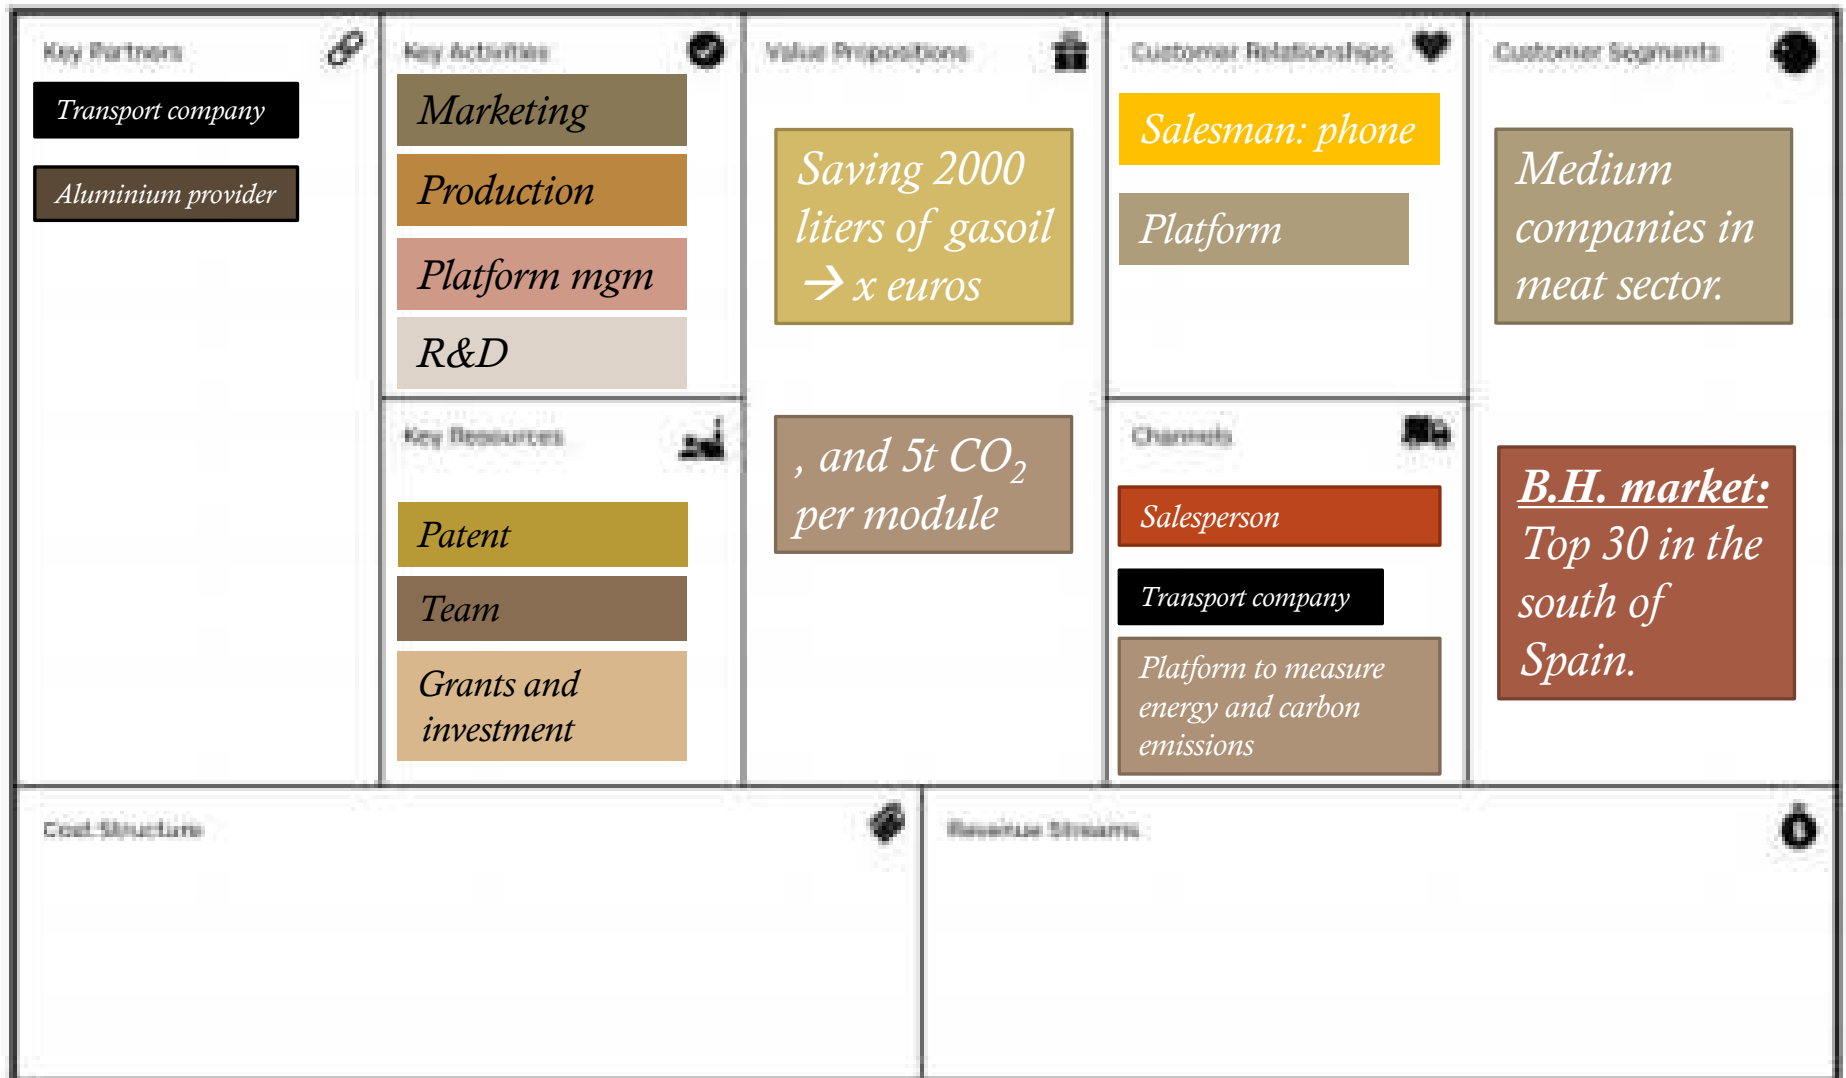 Key Partners
Transport company
Aluminium provider
Key Activities
Marketing
Production
Platform mgm
R&D
Key Resources
Patent
Team
Grants and
investment
Value Propositions
Saving 2000
liters of gasoil
→ x euros
, and 5t CO₂
per module
Customer Relationships
Salesman: phone
Platform
Channels
Salesperson
Transport company
Platform to measure
energy and carbon
emissions
Customer Segments
Medium
companies in
meat sector.
B.H. market:
Top 30 in the
south of
Spain.
Cost Structure
Revenue Streams